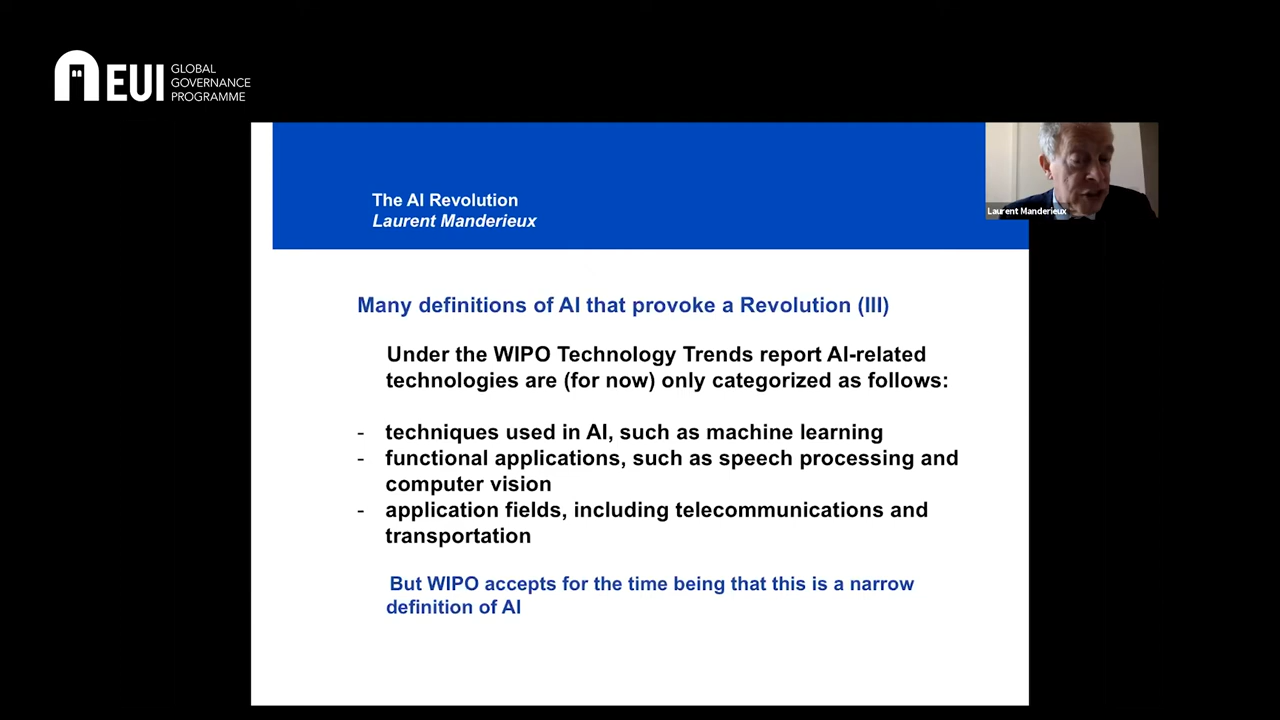 EUI
GLOBAL
GOVERNANCE
PROGRAMME
The AI Revolution
Laurent Manderieux
Laurent Manderieux
Many definitions of AI that provoke a Revolution (III)
Under the WIPO Technology Trends report AI-related
technologies are (for now) only categorized as follows:
- techniques used in AI, such as machine learning
- functional applications, such as speech processing and
computer vision
- application fields, including telecommunications and
transportation
But WIPO accepts for the time being that this is a narrow
definition of AI